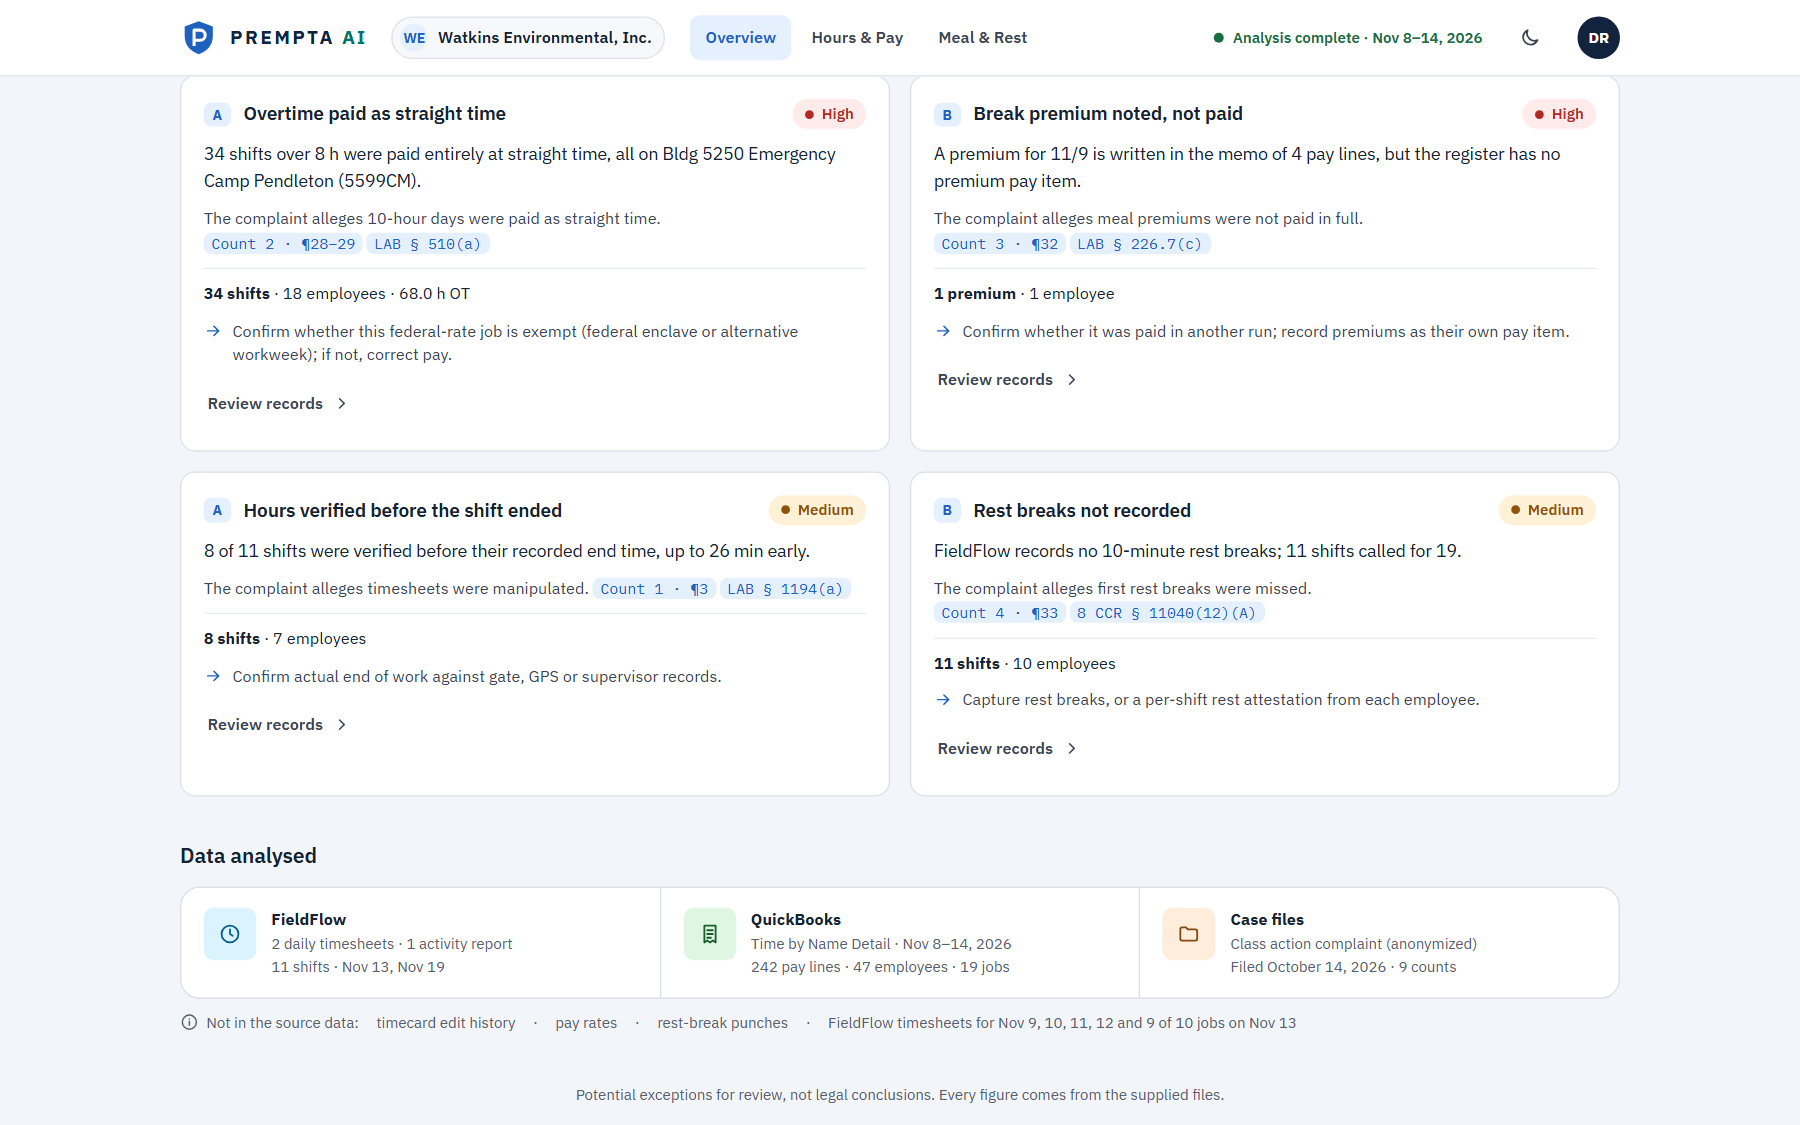 PREMPTA AI
WE Watkins Environmental, Inc.
Overview
Hours & Pay
Meal & Rest
Analysis complete · Nov 8–14, 2026
DR
A Overtime paid as straight time
High
34 shifts over 8 h were paid entirely at straight time, all on Bldg 5250 Emergency
Camp Pendleton (5599CM).
The complaint alleges 10-hour days were paid as straight time.
Count 2 · ¶28–29 LAB § 510(a)
34 shifts · 18 employees · 68.0 h OT
→ Confirm whether this federal-rate job is exempt (federal enclave or alternative
workweek); if not, correct pay.
Review records
B Break premium noted, not paid
High
A premium for 11/9 is written in the memo of 4 pay lines, but the register has no
premium pay item.
The complaint alleges meal premiums were not paid in full.
Count 3 · ¶32 LAB § 226.7(c)
1 premium · 1 employee
→ Confirm whether it was paid in another run; record premiums as their own pay item.
Review records
A Hours verified before the shift ended
Medium
8 of 11 shifts were verified before their recorded end time, up to 26 min early.
The complaint alleges timesheets were manipulated. Count 1 · ¶3 LAB § 1194(a)
8 shifts · 7 employees
→ Confirm actual end of work against gate, GPS or supervisor records.
Review records
B Rest breaks not recorded
Medium
FieldFlow records no 10-minute rest breaks; 11 shifts called for 19.
The complaint alleges first rest breaks were missed.
Count 4 · ¶33 8 CCR § 11040(12)(A)
11 shifts · 10 employees
→ Capture rest breaks, or a per-shift rest attestation from each employee.
Review records
Data analysed
FieldFlow
2 daily timesheets · 1 activity report
11 shifts · Nov 13, Nov 19
QuickBooks
Time by Name Detail · Nov 8–14, 2026
242 pay lines · 47 employees · 19 jobs
Case files
Class action complaint (anonymized)
Filed October 14, 2026 · 9 counts
Not in the source data: timecard edit history · pay rates · rest-break punches · FieldFlow timesheets for Nov 9, 10, 11, 12 and 9 of 10 jobs on Nov 13
Potential exceptions for review, not legal conclusions. Every figure comes from the supplied files.